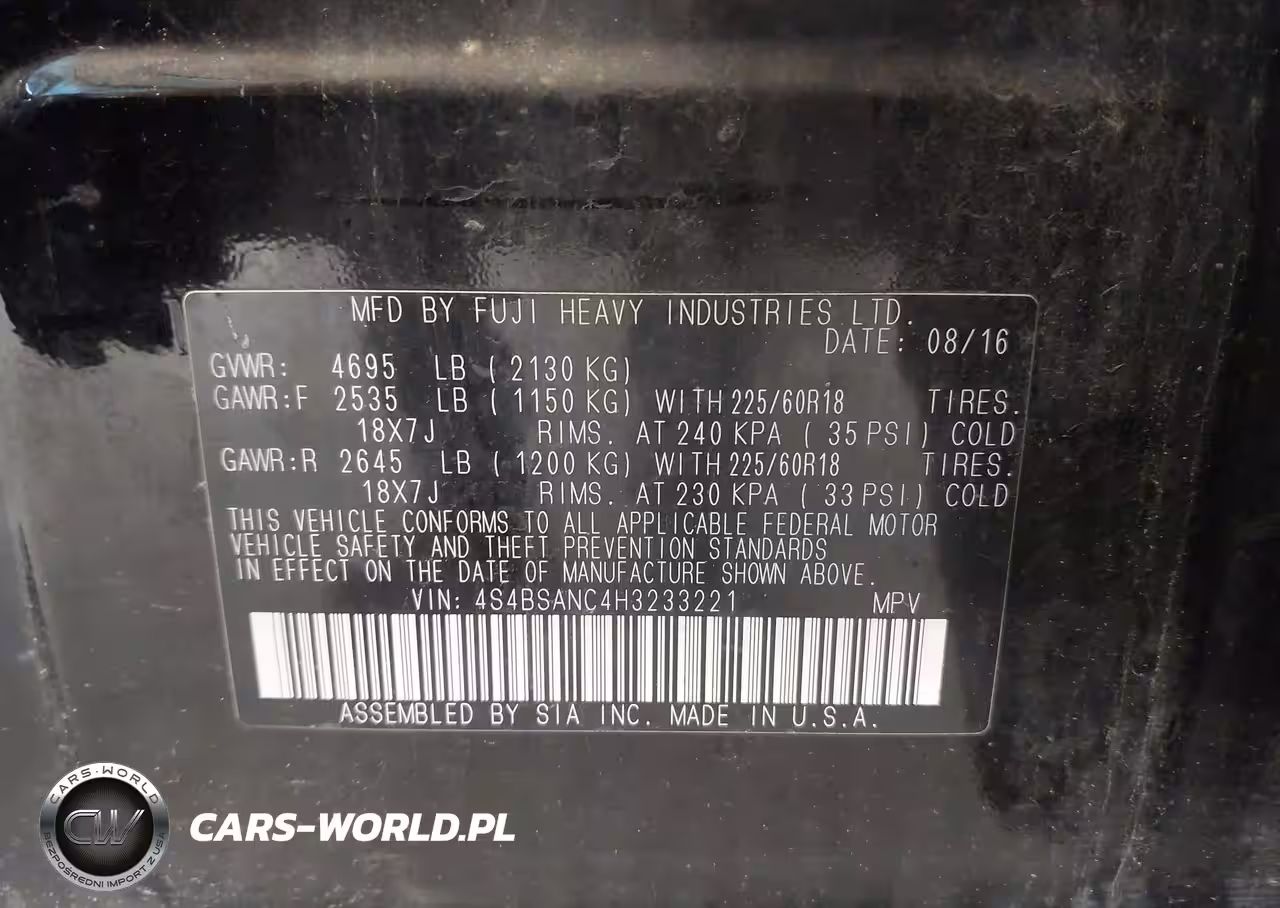 MFD BY FUJI HEAVY INDUSTRIES LTD.
DATE: 08/16
GVWR: 4695 LB ( 2130 KG)
GAWR:F 2535 LB ( 1150 KG) WITH 225/60R18 TIRES.
18X7J RIMS. AT 240 KPA ( 35 PSI) COLD
GAWR:R 2645 LB ( 1200 KG) WITH 225/60R18 TIRES.
18X7J RIMS. AT 230 KPA ( 33 PSI) COLD
THIS VEHICLE CONFORMS TO ALL APPLICABLE FEDERAL MOTOR
VEHICLE SAFETY AND THEFT PREVENTION STANDARDS
IN EFFECT ON THE DATE OF MANUFACTURE SHOWN ABOVE.
VIN: 4S4BSANC4H3233221 MPV
ASSEMBLED BY SIA INC. MADE IN U.S.A.
CARS-WORLD
CW
BEZPOŚREDNI IMPORT Z USA
CARS-WORLD.PL